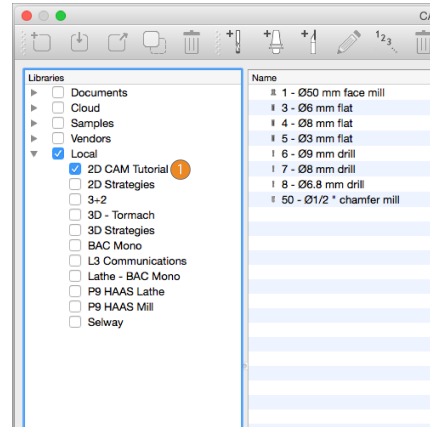 CA
123
Libraries
Documents
Cloud
Samples
Vendors
Local
2D CAM Tutorial 1
2D Strategies
3+2
3D - Tormach
3D Strategies
BAC Mono
L3 Communications
Lathe - BAC Mono
P9 HAAS Lathe
P9 HAAS Mill
Selway
Name
1 - Ø50 mm face mill
3 - Ø6 mm flat
4 - Ø8 mm flat
5 - Ø3 mm flat
6 - Ø9 mm drill
7 - Ø8 mm drill
8 - Ø6.8 mm drill
50 - Ø1/2 " chamfer mill